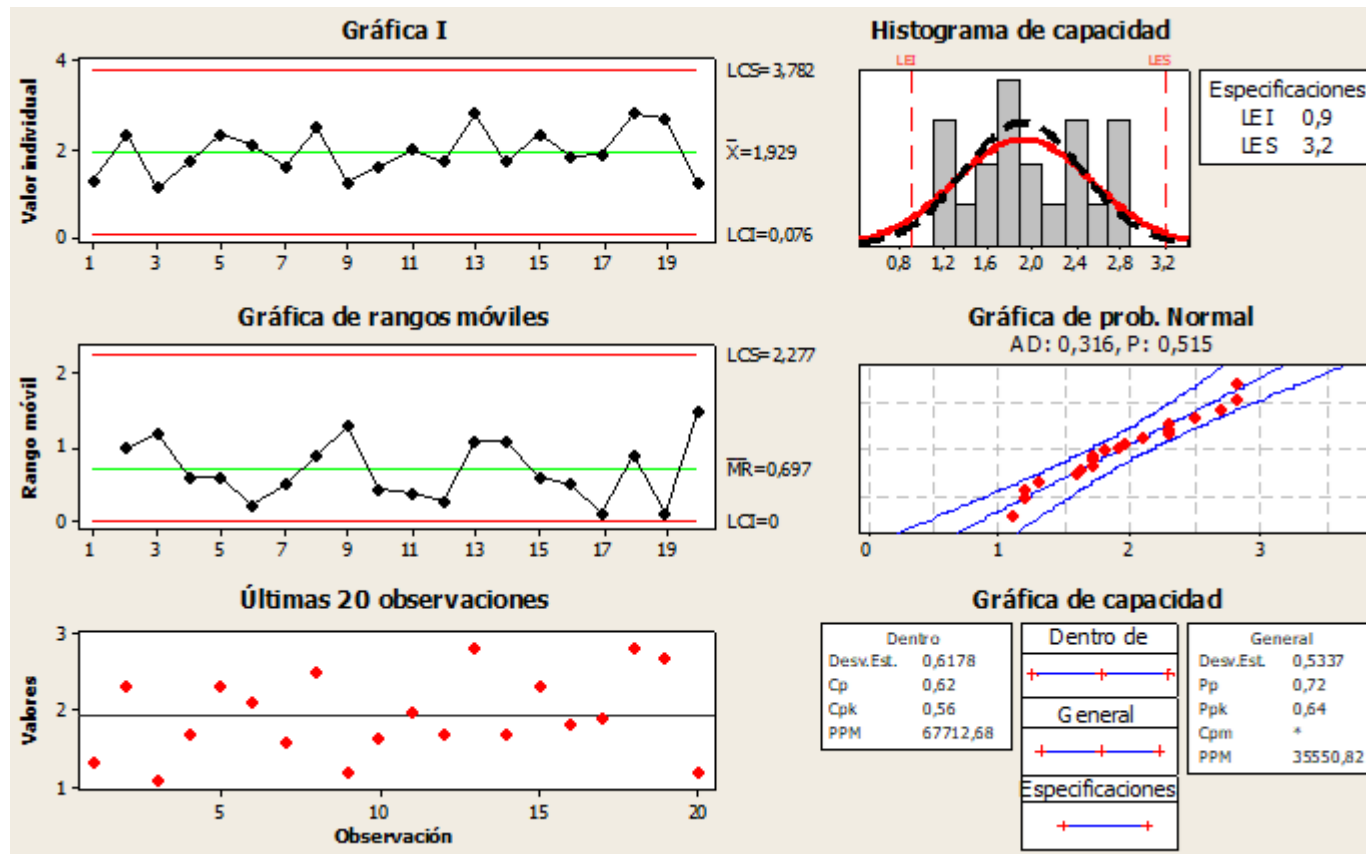 Gráfica I
Valor individual
4
2
0
LCS=3,782
X=1,929
LCI=0,076
1 3 5 7 9 11 13 15 17 19
Histograma de capacidad
LEI LES
0,8 1,2 1,6 2,0 2,4 2,8 3,2
Especificaciones
LEI 0,9
LES 3,2
Gráfica de rangos móviles
Rango móvil
2
1
0
LCS=2,277
MR=0,697
LCI=0
1 3 5 7 9 11 13 15 17 19
Gráfica de prob. Normal
AD: 0,316, P: 0,515
0 1 2 3
Últimas 20 observaciones
Valores
3
2
1
5 10 15 20
Observación
Gráfica de capacidad
Dentro
Desv.Est. 0,6178
Cp 0,62
Cpk 0,56
PPM 67712,68
Dentro de
General
Especificaciones
General
Desv.Est. 0,5337
Pp 0,72
Ppk 0,64
Cpm *
PPM 35550,82